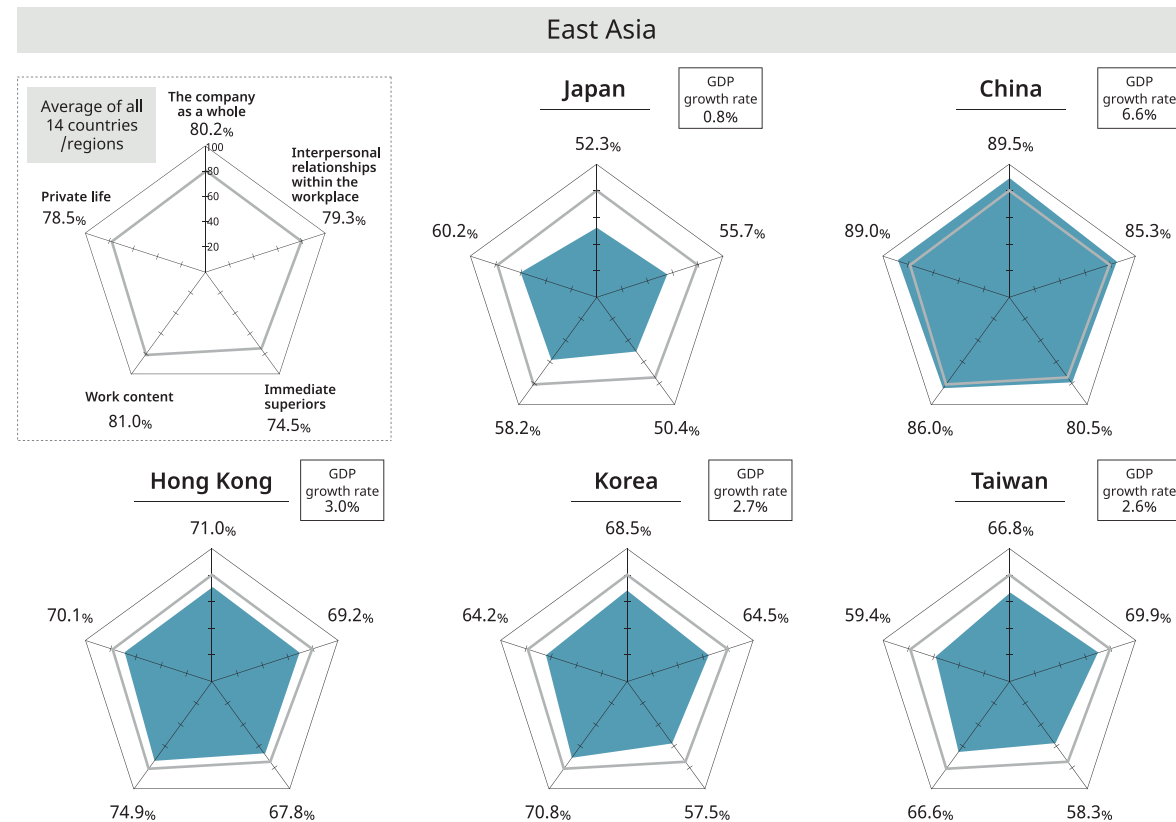 East Asia
Average of all
14 countries
/regions
The company
as a whole
80.2%
100
80
60
40
20
Interpersonal
relationships
within the
workplace
79.3%
Private life
78.5%
Work content
81.0%
Immediate
superiors
74.5%
Japan
GDP
growth rate
0.8%
52.3%
60.2%
55.7%
58.2%
50.4%
China
GDP
growth rate
6.6%
89.5%
89.0%
85.3%
86.0%
80.5%
Hong Kong
GDP
growth rate
3.0%
71.0%
70.1%
69.2%
74.9%
67.8%
Korea
GDP
growth rate
2.7%
68.5%
64.2%
64.5%
70.8%
57.5%
Taiwan
GDP
growth rate
2.6%
66.8%
59.4%
69.9%
66.6%
58.3%